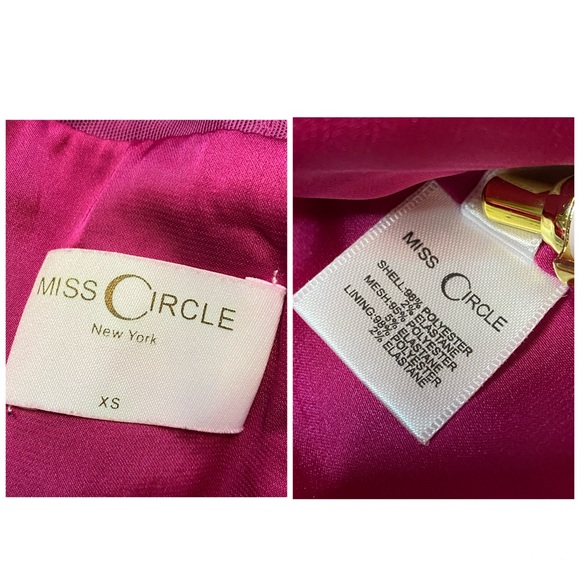 MISS CIRCLE
New York
XS
MISS CIRCLE
SHELL:98% POLYESTER
2% ELASTANE
MESH:95% POLYESTER
5% ELASTANE
LINING:98% POLYESTER
2% ELASTANE